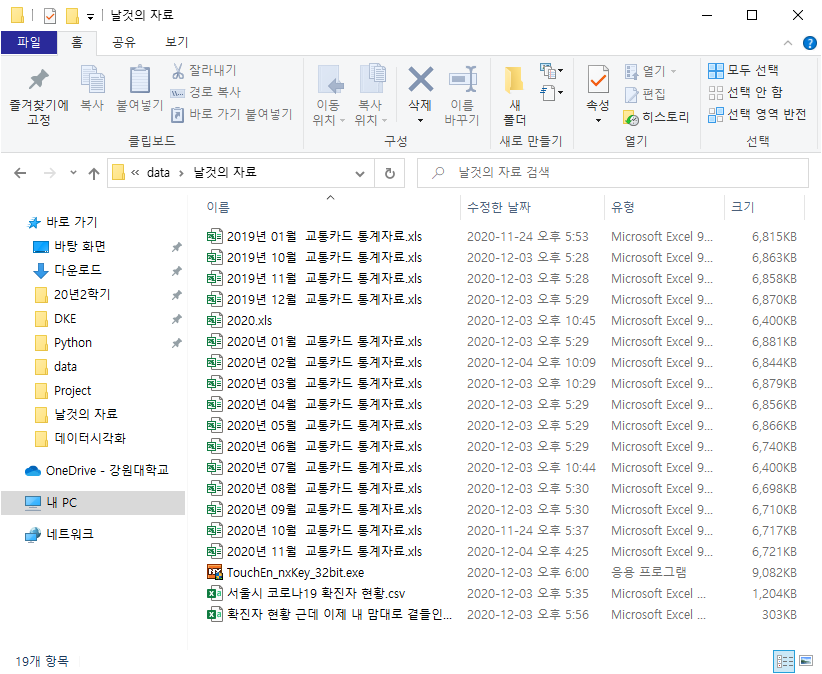 날것의 자료
파일 홈 공유 보기
즐겨찾기에 고정
복사
붙여넣기
잘라내기
경로 복사
바로 가기 붙여넣기
클립보드
이동 위치
복사 위치
삭제
이름 바꾸기
구성
새 폴더
새로 만들기
속성
열기
편집
히스토리
열기
모두 선택
선택 안 함
선택 영역 반전
선택
« data › 날것의 자료
날것의 자료 검색
바로 가기
바탕 화면
다운로드
20년2학기
DKE
Python
data
Project
날것의 자료
데이터시각화
OneDrive - 강원대학교
내 PC
네트워크
이름 수정한 날짜 유형 크기
2019년 01월 교통카드 통계자료.xls 2020-11-24 오후 5:53 Microsoft Excel 9... 6,815KB
2019년 10월 교통카드 통계자료.xls 2020-12-03 오후 5:28 Microsoft Excel 9... 6,863KB
2019년 11월 교통카드 통계자료.xls 2020-12-03 오후 5:28 Microsoft Excel 9... 6,858KB
2019년 12월 교통카드 통계자료.xls 2020-12-03 오후 5:29 Microsoft Excel 9... 6,870KB
2020.xls 2020-12-03 오후 10:45 Microsoft Excel 9... 6,400KB
2020년 01월 교통카드 통계자료.xls 2020-12-03 오후 5:29 Microsoft Excel 9... 6,881KB
2020년 02월 교통카드 통계자료.xls 2020-12-04 오후 10:09 Microsoft Excel 9... 6,844KB
2020년 03월 교통카드 통계자료.xls 2020-12-03 오후 10:29 Microsoft Excel 9... 6,879KB
2020년 04월 교통카드 통계자료.xls 2020-12-03 오후 5:29 Microsoft Excel 9... 6,856KB
2020년 05월 교통카드 통계자료.xls 2020-12-03 오후 5:29 Microsoft Excel 9... 6,866KB
2020년 06월 교통카드 통계자료.xls 2020-12-03 오후 5:29 Microsoft Excel 9... 6,740KB
2020년 07월 교통카드 통계자료.xls 2020-12-03 오후 10:44 Microsoft Excel 9... 6,400KB
2020년 08월 교통카드 통계자료.xls 2020-12-03 오후 5:30 Microsoft Excel 9... 6,698KB
2020년 09월 교통카드 통계자료.xls 2020-12-03 오후 5:30 Microsoft Excel 9... 6,710KB
2020년 10월 교통카드 통계자료.xls 2020-11-24 오후 5:37 Microsoft Excel 9... 6,717KB
2020년 11월 교통카드 통계자료.xls 2020-12-04 오후 4:25 Microsoft Excel 9... 6,721KB
TouchEn_nxKey_32bit.exe 2020-12-03 오후 6:00 응용 프로그램 9,082KB
서울시 코로나19 확진자 현황.csv 2020-12-03 오후 5:35 Microsoft Excel ... 1,204KB
확진자 현황 근데 이제 내 맘대로 곁들인... 2020-12-03 오후 5:56 Microsoft Excel ... 303KB
19개 항목